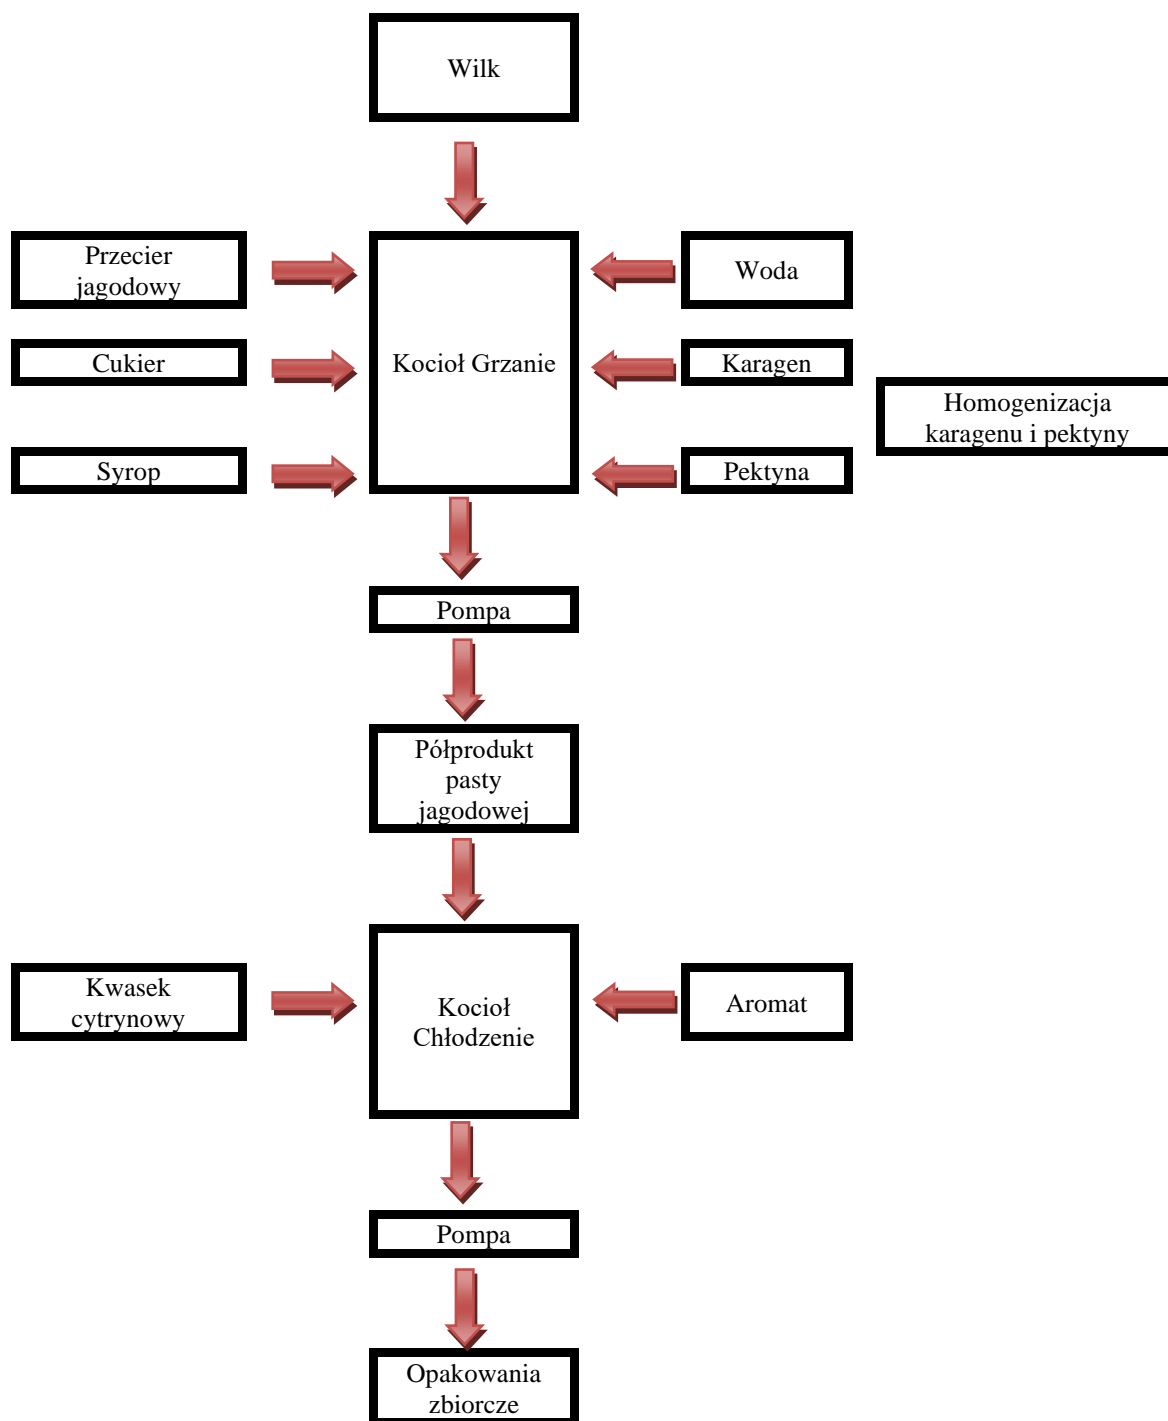 Wilk
Przecier
jagodowy
Woda
Cukier
Kocioł Grzanie
Karagen
Homogenizacja
karagenu i pektyny
Syrop
Pektyna
Pompa
Półprodukt
pasty
jagodowej
Kwasek
cytrynowy
Kocioł
Chłodzenie
Aromat
Pompa
Opakowania
zbiorcze